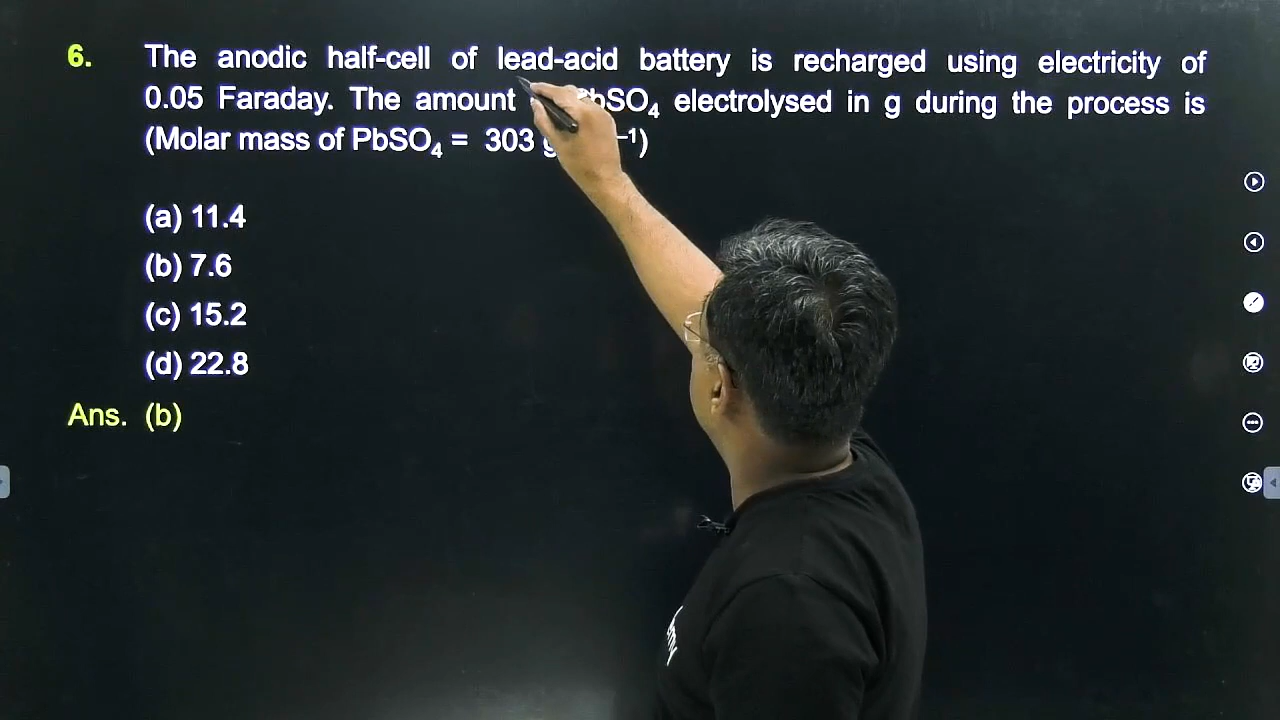 6. The anodic half-cell of lead-acid battery is recharged using electricity of
0.05 Faraday. The amount PbSO₄ electrolysed in g during the process is
(Molar mass of PbSO₄ = 303 g ⁻¹)
(a) 11.4
(b) 7.6
(c) 15.2
(d) 22.8
Ans. (b)